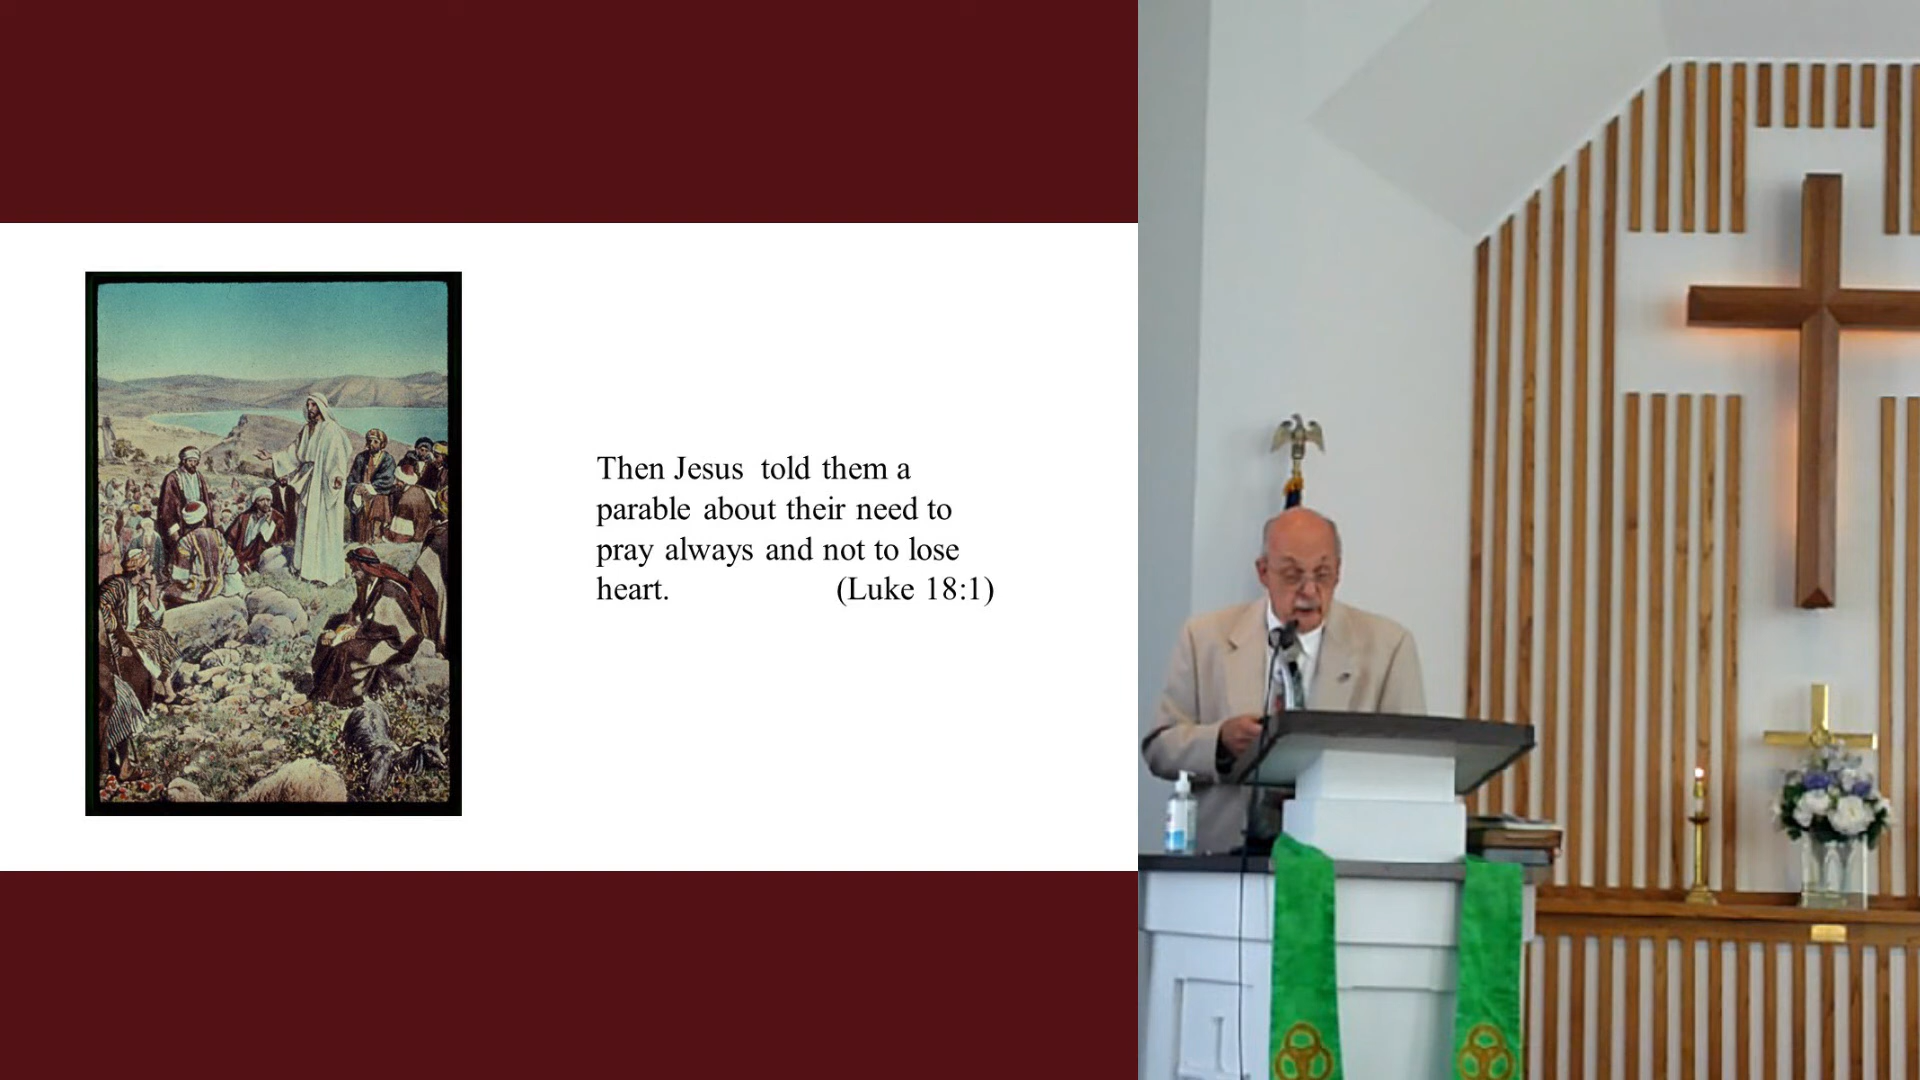 Then Jesus told them a
parable about their need to
pray always and not to lose
heart. (Luke 18:1)